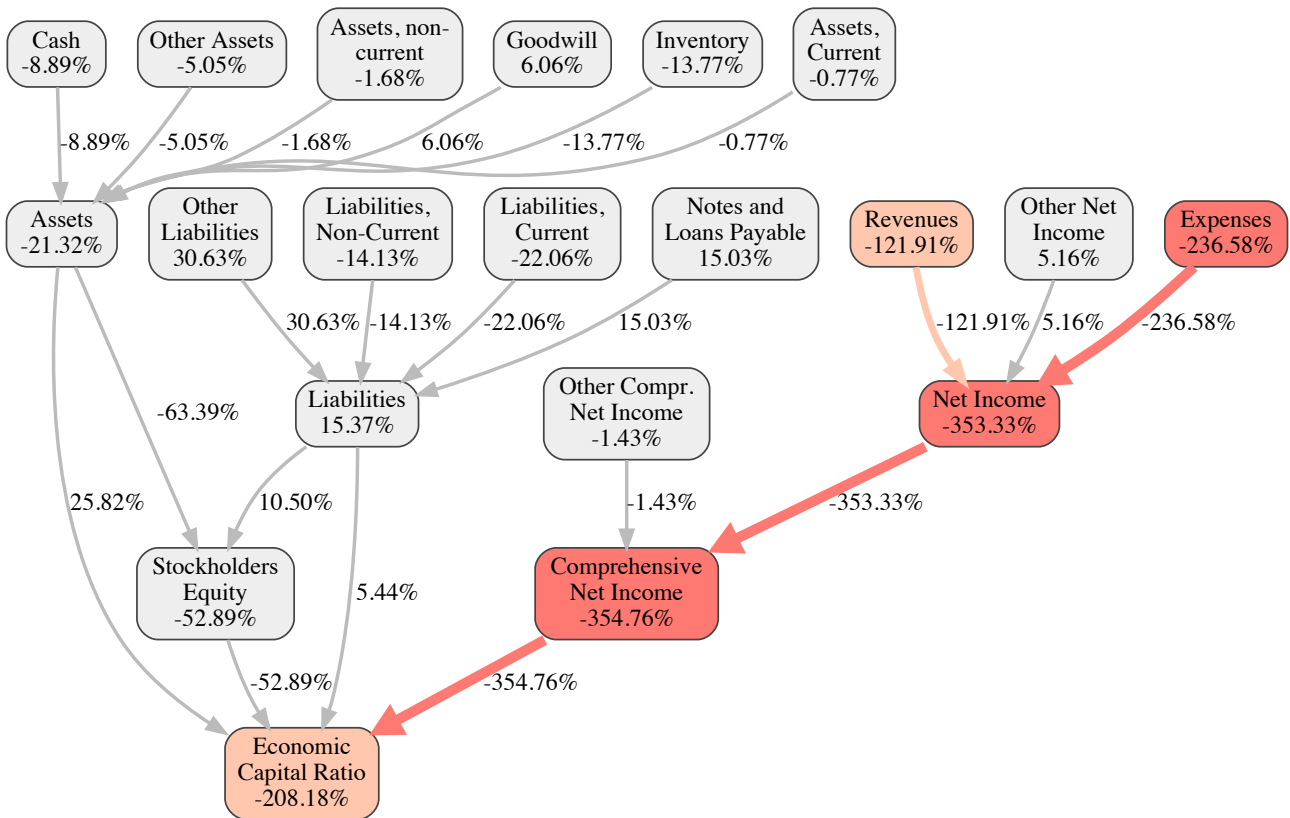 Cash
-8.89%
Other Assets
-5.05%
Assets, non-
current
-1.68%
Goodwill
6.06%
Inventory
-13.77%
Assets,
Current
-0.77%
-8.89%
-5.05%
-1.68%
6.06%
-13.77%
-0.77%
Assets
-21.32%
Other
Liabilities
30.63%
Liabilities,
Non-Current
-14.13%
Liabilities,
Current
-22.06%
Notes and
Loans Payable
15.03%
Revenues
-121.91%
Other Net
Income
5.16%
Expenses
-236.58%
30.63%
-14.13%
-22.06%
15.03%
-121.91%
5.16%
-236.58%
-63.39%
Liabilities
15.37%
Other Compr.
Net Income
-1.43%
Net Income
-353.33%
25.82%
10.50%
-1.43%
-353.33%
Stockholders
Equity
-52.89%
5.44%
Comprehensive
Net Income
-354.76%
-52.89%
-354.76%
Economic
Capital Ratio
-208.18%